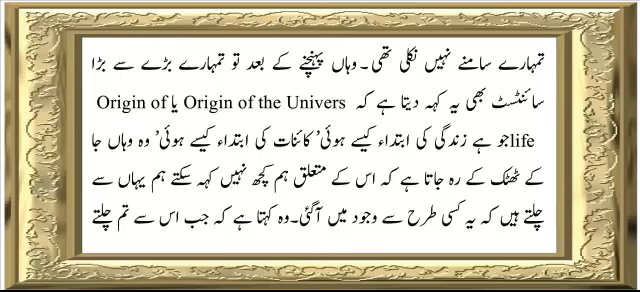 تمہارے سامنے نہیں نکلی تھی۔ وہاں پہنچنے کے بعد تو تمہارے بڑے سے بڑا
سائنٹسٹ بھی یہ کہہ دیتا ہے کہ Origin of the Univers یا Origin of
life جو ہے زندگی کی ابتداء کیسے ہوئی‘ کائنات کی ابتداء کیسے ہوئی‘ وہ وہاں جا
کے ٹھٹک کے رہ جاتا ہے کہ اس کے متعلق ہم کچھ نہیں کہہ سکتے ہم یہاں سے
چلتے ہیں کہ یہ کسی طرح سے وجود میں آگئی۔ وہ کہتا ہے کہ جب اس سے تم چلتے